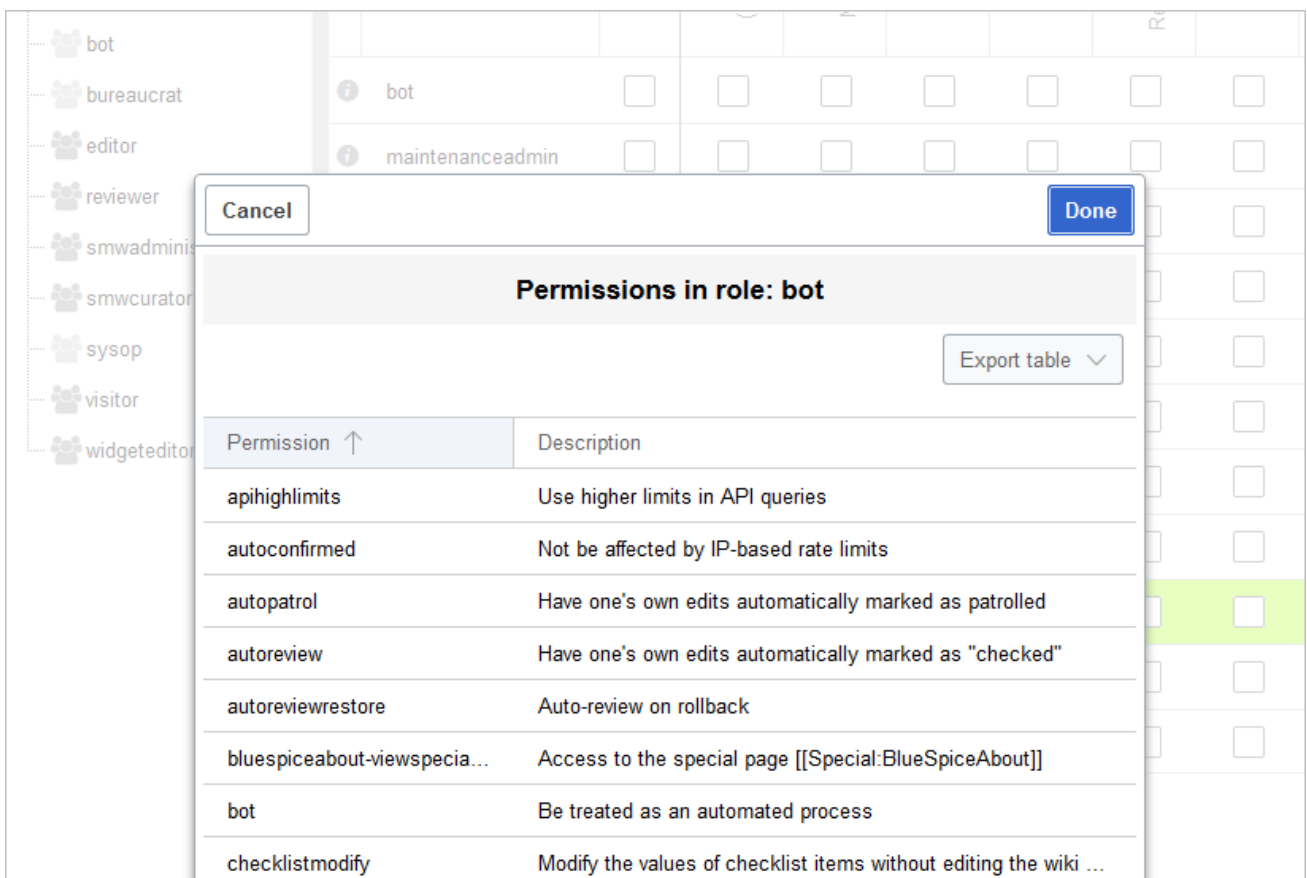 bot
bureaucrat
bot
editor
maintenanceadmin
reviewer
Cancel
Done
smwadminis
smwcurator
Permissions in role: bot
sysop
Export table
visitor
widgeteditor
Permission
Description
apihighlimits
Use higher limits in API queries
autoconfirmed
Not be affected by IP-based rate limits
autopatrol
Have one's own edits automatically marked as patrolled
autoreview
Have one's own edits automatically marked as "checked"
autoreviewrestore
Auto-review on rollback
bluespiceabout-viewspecia...
Access to the special page [[Special:BlueSpiceAbout]]
bot
Be treated as an automated process
checklistmodify
Modify the values of checklist items without editing the wiki ...